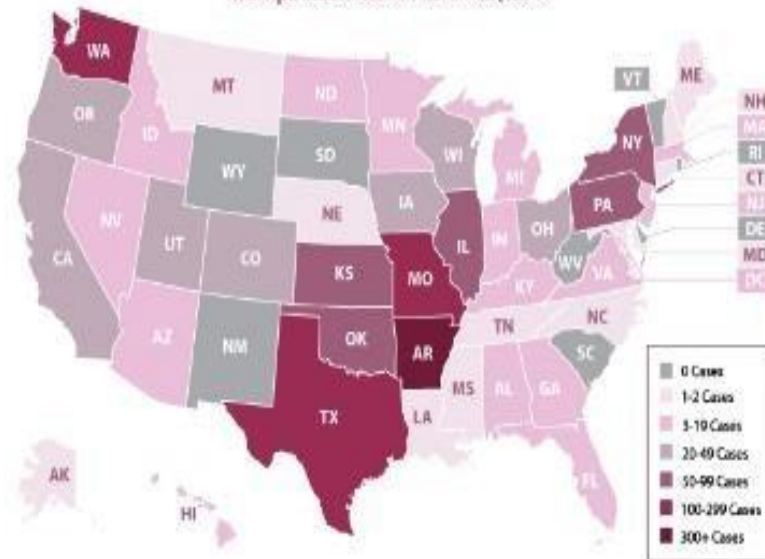 WA
MT
ND
MN
VT
ME
OR
ID
WY
SD
WI
MI
NY
NH
MA
RI
CT
NJ
DE
MD
DC
NV
UT
CA
CO
NE
IA
IL
IN
OH
PA
WV
VA
KS
MO
KY
AZ
NM
OK
AR
TN
NC
SC
TX
LA
MS
AL
GA
FL
AK
HI
0 Cases
1-2 Cases
3-19 Cases
20-49 Cases
50-99 Cases
100-299 Cases
300+ Cases